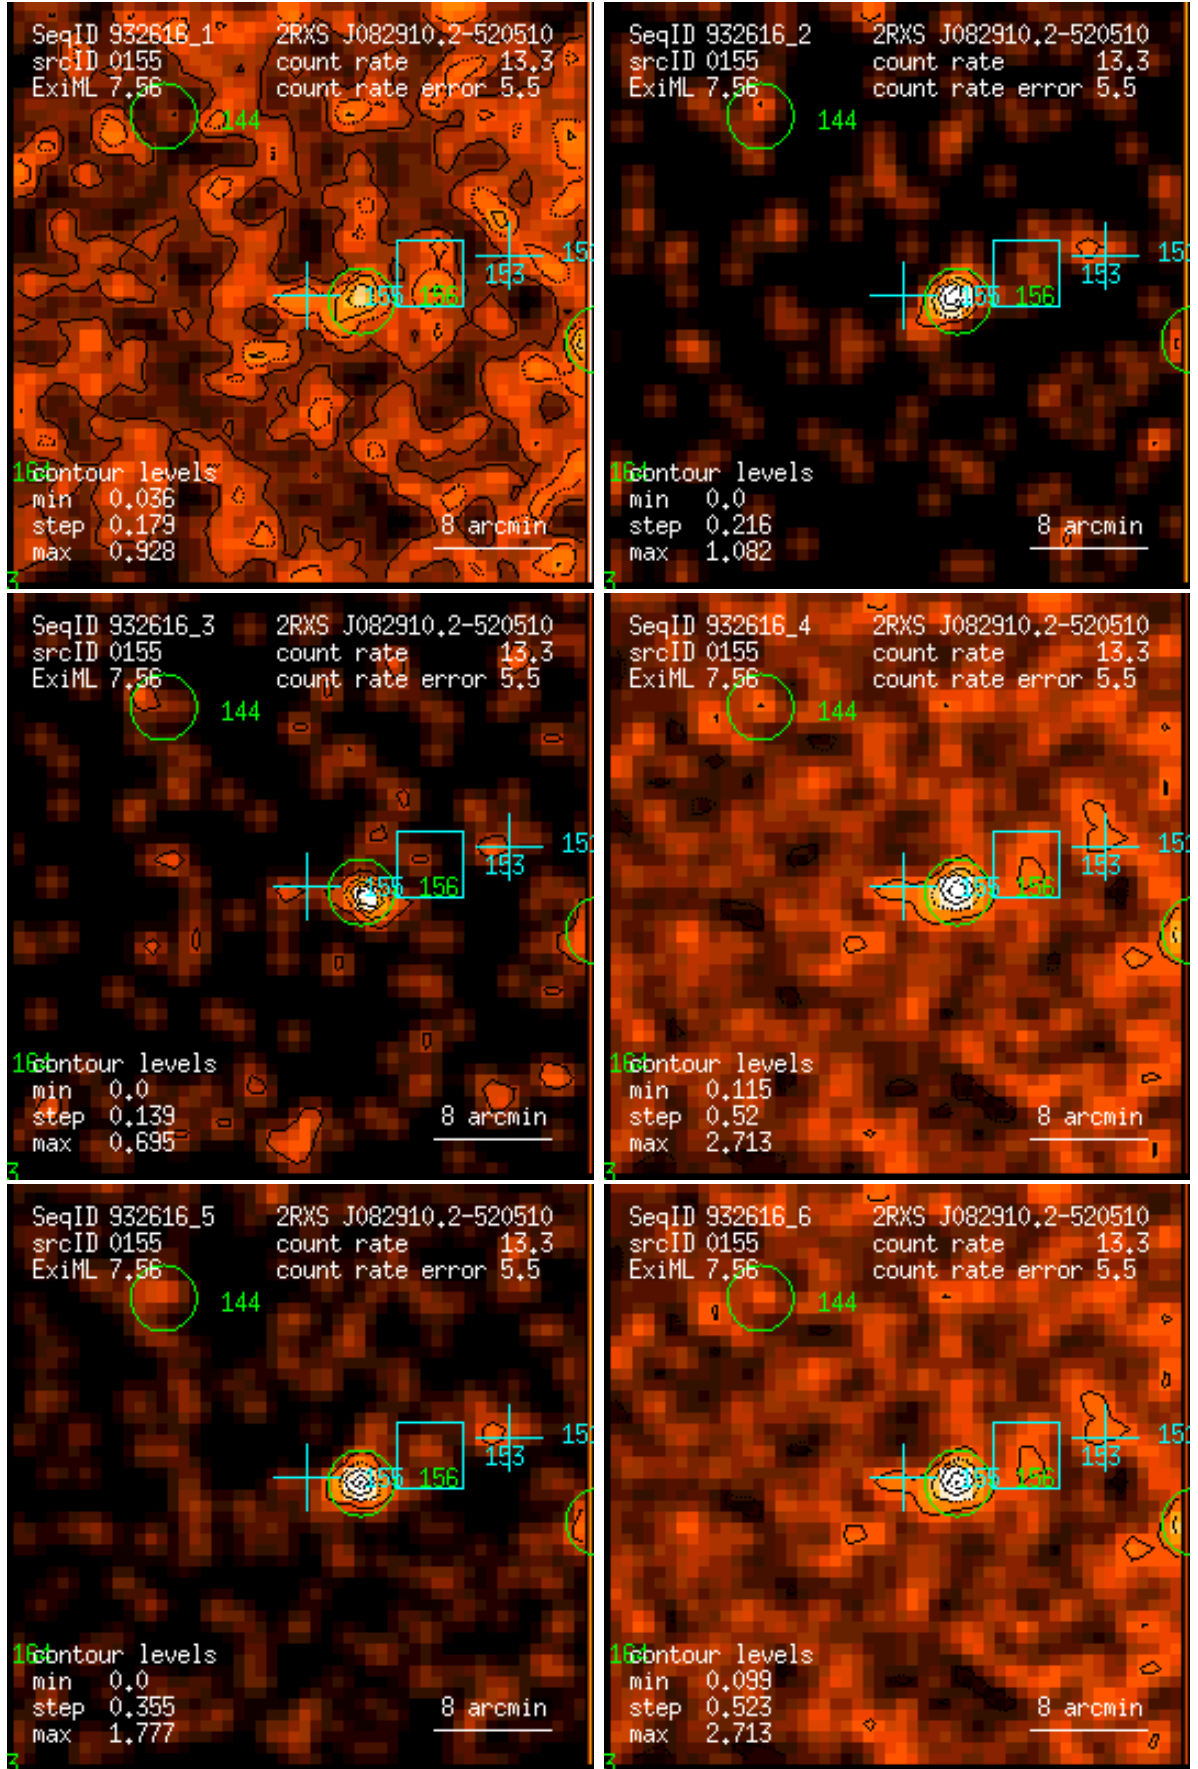 SeqID 932616_1 2RXS J082910.2-520510
srcID 0155 count rate 13.3
ExiML 7.56 count rate error 5.5
144
153
155 156
contour levels
min 0.036
step 0.179
max 0.928
8 arcmin
3
SeqID 932616_2 2RXS J082910.2-520510
srcID 0155 count rate 13.3
ExiML 7.56 count rate error 5.5
144
153
155 156
contour levels
min 0.0
step 0.216
max 1.082
8 arcmin
3
SeqID 932616_3 2RXS J082910.2-520510
srcID 0155 count rate 13.3
ExiML 7.56 count rate error 5.5
144
153
155 156
contour levels
min 0.0
step 0.139
max 0.695
8 arcmin
3
SeqID 932616_4 2RXS J082910.2-520510
srcID 0155 count rate 13.3
ExiML 7.56 count rate error 5.5
144
153
155 156
contour levels
min 0.115
step 0.52
max 2.713
8 arcmin
3
SeqID 932616_5 2RXS J082910.2-520510
srcID 0155 count rate 13.3
ExiML 7.56 count rate error 5.5
144
153
155 156
contour levels
min 0.0
step 0.355
max 1.777
8 arcmin
3
SeqID 932616_6 2RXS J082910.2-520510
srcID 0155 count rate 13.3
ExiML 7.56 count rate error 5.5
144
153
155 156
contour levels
min 0.099
step 0.523
max 2.713
8 arcmin
3